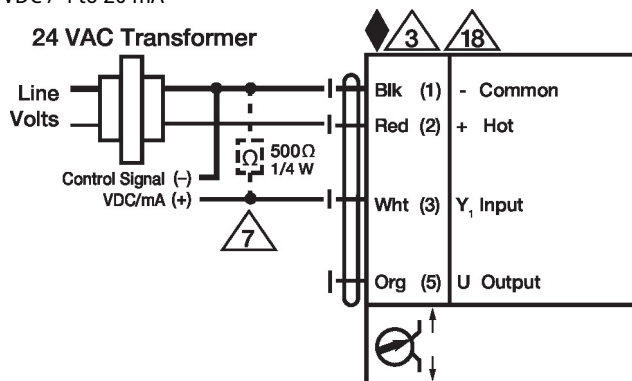 VDC / 4 to 20 mA
24 VAC Transformer
3
18
Line
Volts
Blk (1) - Common
Red (2) + Hot
Ω
500Ω
1/4 W
Control Signal (–)
VDC/mA (+)
Wht (3) Y₁ Input
7
Org (5) U Output